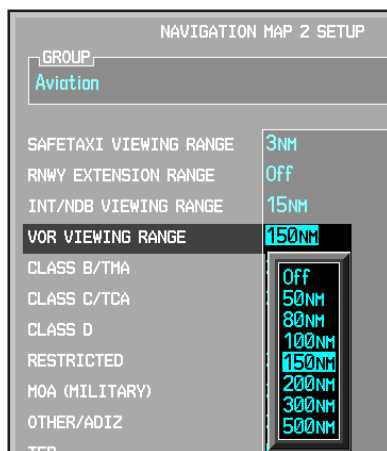 NAVIGATION MAP 2 SETUP
GROUP
Aviation
SAFETAXI VIEWING RANGE 3NM
RNWY EXTENSION RANGE Off
INT/NDB VIEWING RANGE 15NM
VOR VIEWING RANGE 150NM
CLASS B/TMA
CLASS C/TCA
CLASS D
RESTRICTED
MOA (MILITARY)
OTHER/ADIZ
Off
50NM
80NM
100NM
150NM
200NM
300NM
500NM